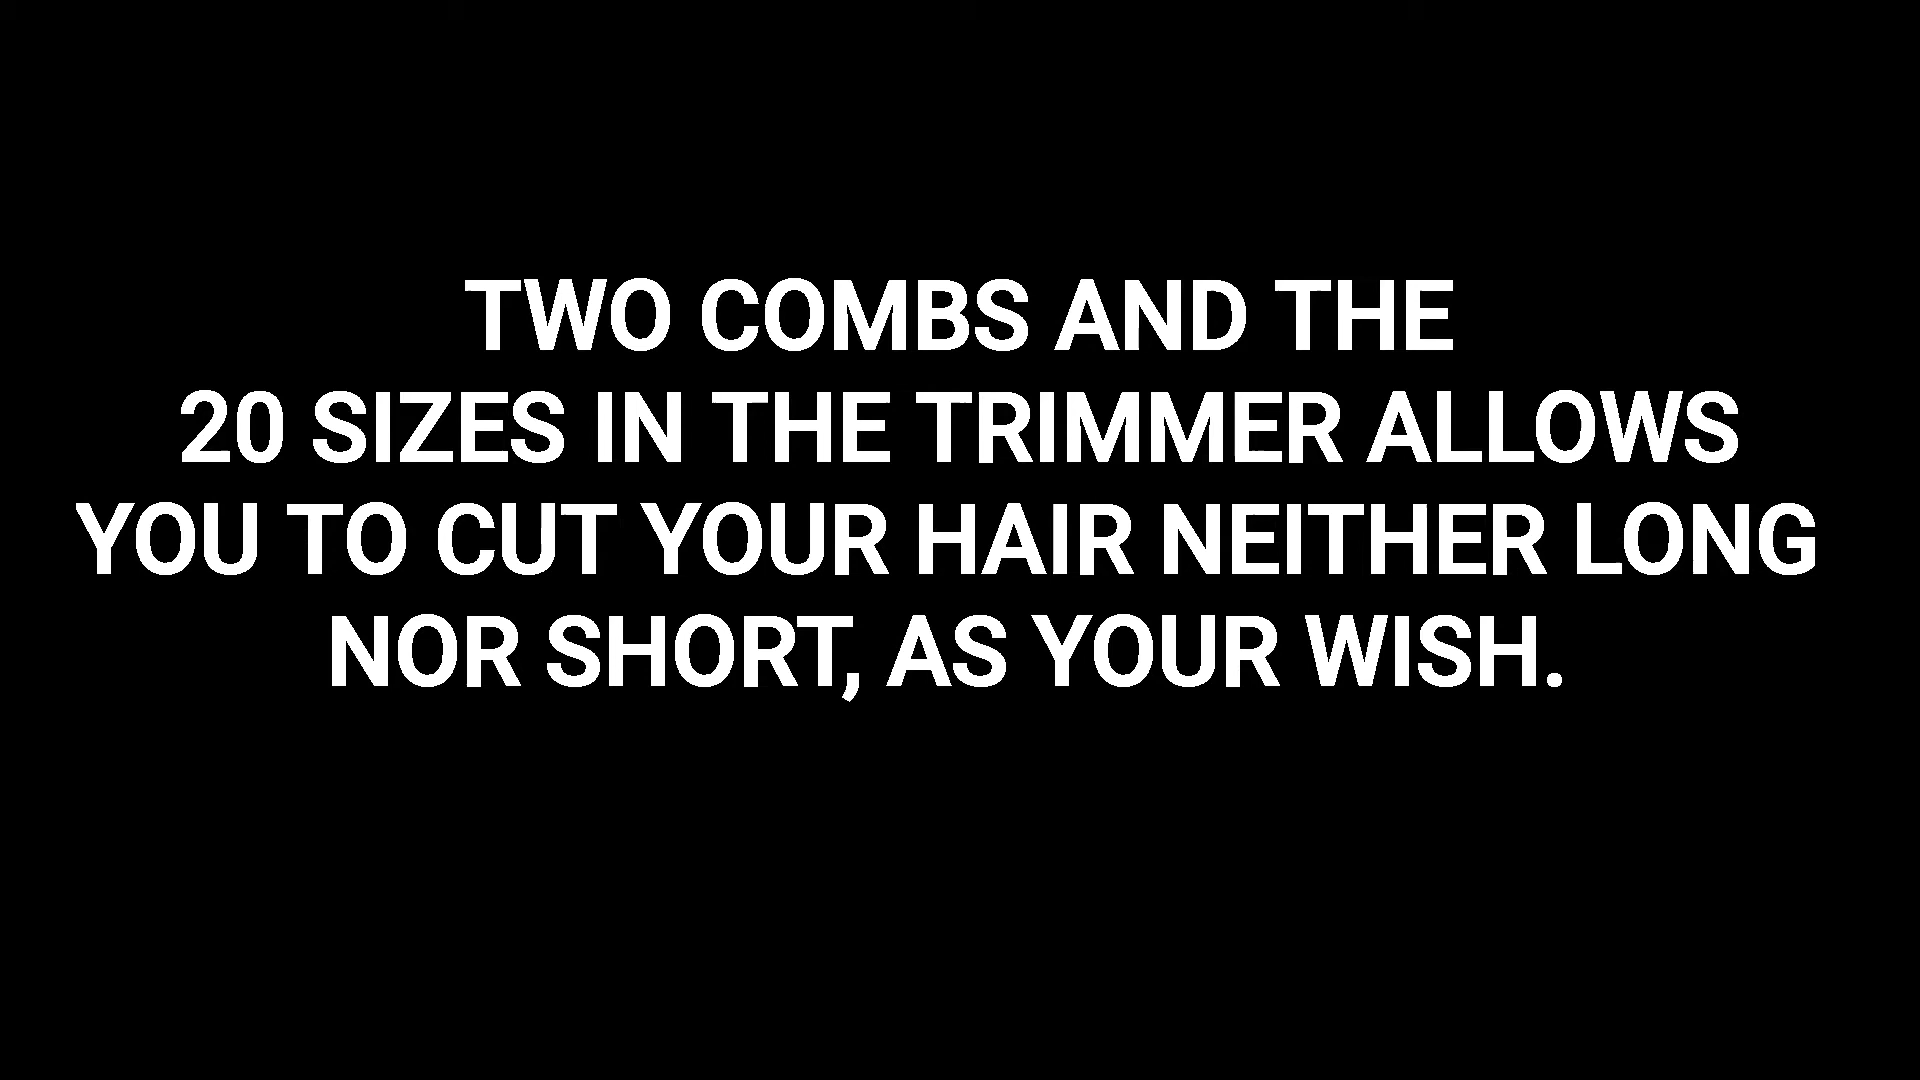 TWO COMBS AND THE
20 SIZES IN THE TRIMMER ALLOWS
YOU TO CUT YOUR HAIR NEITHER LONG
NOR SHORT, AS YOUR WISH.